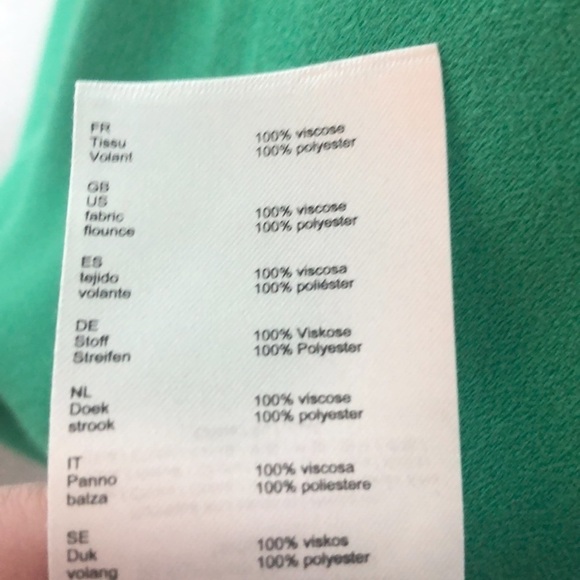 FR
Tissu 100% viscose
Volant 100% polyester
GB
US
fabric 100% viscose
flounce 100% polyester
ES
tejido 100% viscosa
volante 100% poliéster
DE
Stoff 100% Viskose
Streifen 100% Polyester
NL
Doek 100% viscose
strook 100% polyester
IT
Panno 100% viscosa
balza 100% poliestere
SE
Duk 100% viskos
volang 100% polyester